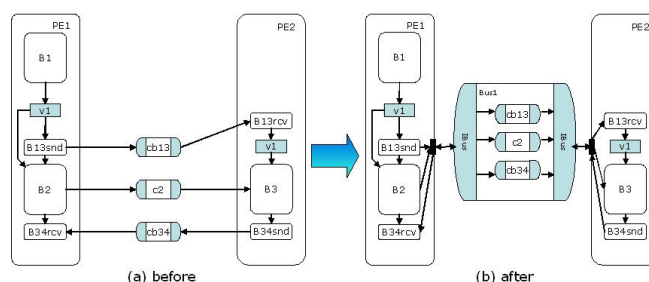 PE1
B1
v1
B13snd
B2
B34rcv
cb13
c2
cb34
PE2
B13rcv
v1
B3
B34snd
(a) before
PE1
B1
v1
B13snd
B2
B34rcv
Bus1
IBus
cb13
c2
cb34
IBus
PE2
B13rcv
v1
B3
B34snd
(b) after